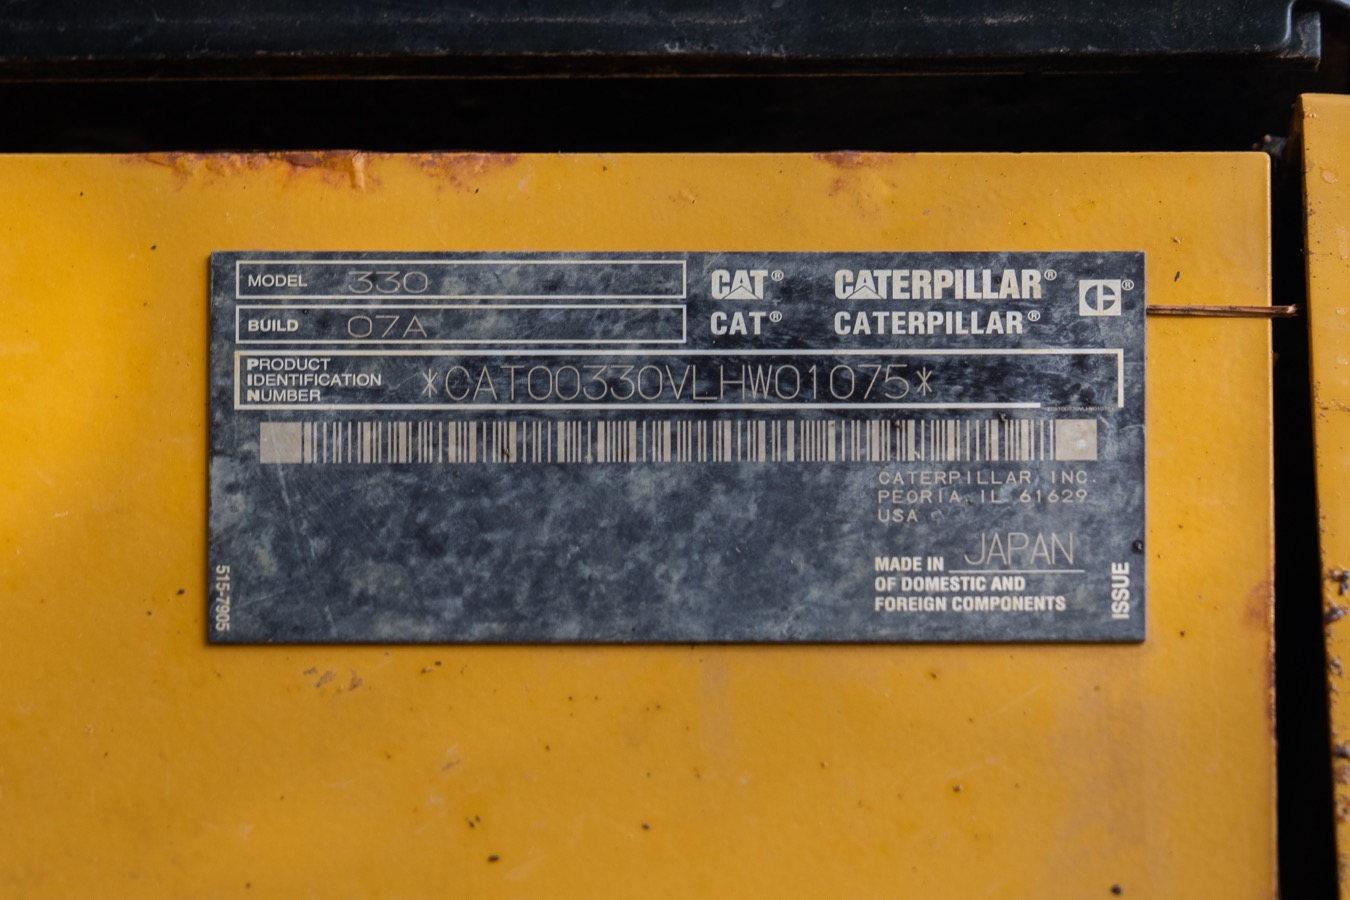 MODEL 330
BUILD 07A
CAT® CATERPILLAR® ®
CAT® CATERPILLAR®
PRODUCT
IDENTIFICATION
NUMBER
*CAT00330VLHW01075*
CATERPILLAR, INC.
PEORIA, IL 61629
USA
MADE IN JAPAN
OF DOMESTIC AND
FOREIGN COMPONENTS
515-7905
ISSUE